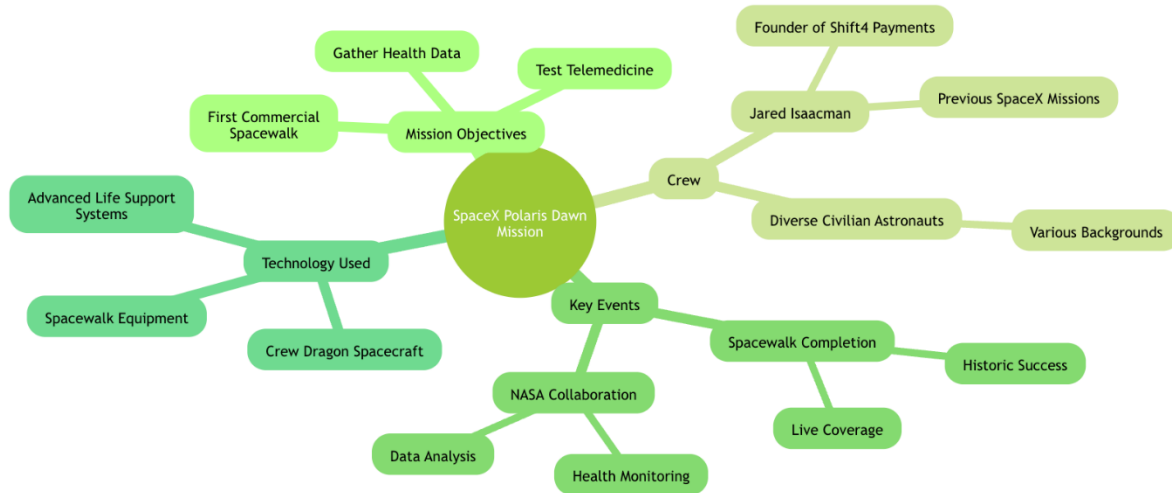 SpaceX Polaris Dawn
Mission
Mission Objectives
Gather Health Data
Test Telemedicine
First Commercial
Spacewalk
Crew
Jared Isaacman
Founder of Shift4 Payments
Previous SpaceX Missions
Diverse Civilian Astronauts
Various Backgrounds
Technology Used
Advanced Life Support
Systems
Spacewalk Equipment
Crew Dragon Spacecraft
Key Events
Spacewalk Completion
Historic Success
Live Coverage
NASA Collaboration
Data Analysis
Health Monitoring